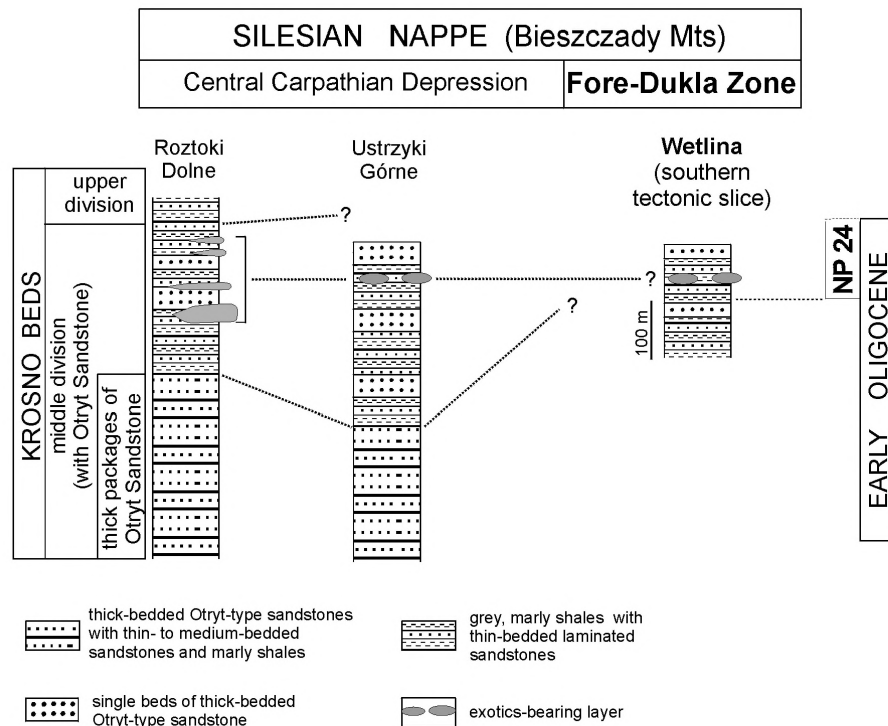 SILESIAN NAPPE (Bieszczady Mts)
Central Carpathian Depression
Fore-Dukla Zone
Roztoki
Dolne
Ustrzyki
Górne
Wetlina
(southern
tectonic slice)
KROSNO BEDS
upper
division
middle division
(with Otryt Sandstone)
thick packages of
Otryt Sandstone
?
?
?
100 m
NP 24
EARLY OLIGOCENE
thick-bedded Otryt-type sandstones
with thin- to medium-bedded
sandstones and marly shales
grey, marly shales with
thin-bedded laminated
sandstones
single beds of thick-bedded
Otryt-type sandstone
exotics-bearing layer